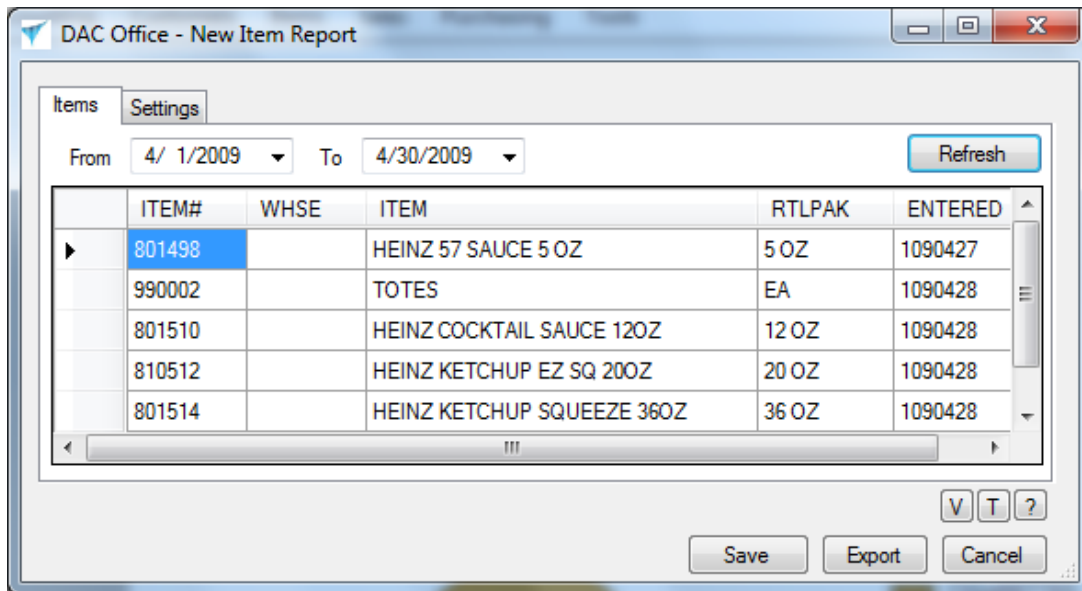 DAC Office - New Item Report
Items Settings
From 4/ 1/2009 To 4/30/2009 Refresh
ITEM# WHSE ITEM RTLPAK ENTERED
801498 HEINZ 57 SAUCE 5 OZ 5 OZ 1090427
990002 TOTES EA 1090428
801510 HEINZ COCKTAIL SAUCE 12OZ 12 OZ 1090428
810512 HEINZ KETCHUP EZ SQ 20OZ 20 OZ 1090428
801514 HEINZ KETCHUP SQUEEZE 36OZ 36 OZ 1090428
V T ?
Save Export Cancel